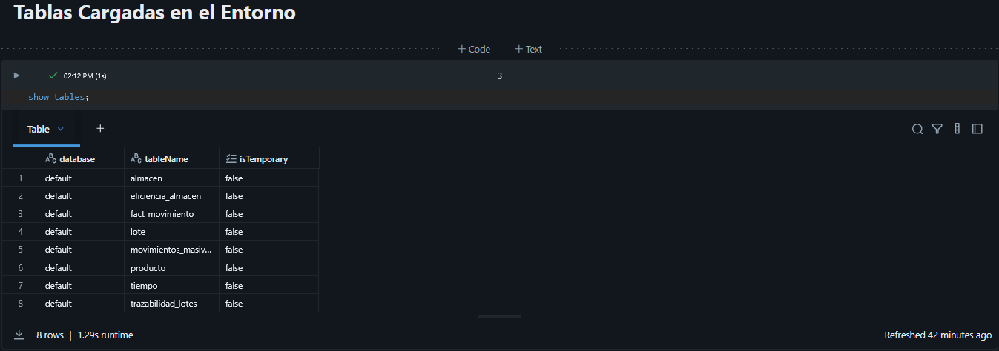 Tablas Cargadas en el Entorno
+ Code + Text
02:12 PM (1s) 3
show tables;
Table +
database tableName isTemporary
1 default almacen false
2 default eficiencia_almacen false
3 default fact_movimiento false
4 default lote false
5 default movimientos_masiv... false
6 default producto false
7 default tiempo false
8 default trazabilidad_lotes false
8 rows | 1.29s runtime Refreshed 42 minutes ago